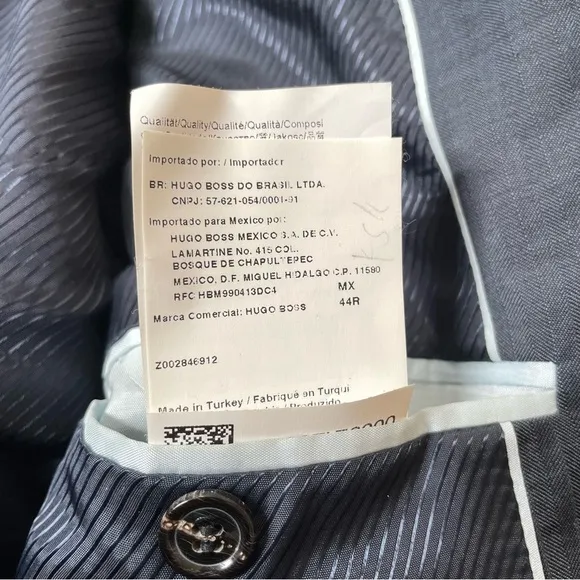 Qualität/Quality/Qualité/Qualità/Composi
Importado por: / Importador
BR: HUGO BOSS DO BRASIL LTDA.
CNPJ: 57-621-054/0001-91
Importado para Mexico por:
HUGO BOSS MEXICO S.A. DE C.V.
LAMARTINE No. 415 COL.
BOSQUE DE CHAPULTEPEC
MEXICO, D.F. MIGUEL HIDALGO C.P. 11580
RFC HBM990413DC4 MX
Marca Comercial: HUGO BOSS 44R
Z002846912
Made in Turkey / Fabriqué en Turqui
/ Produzido